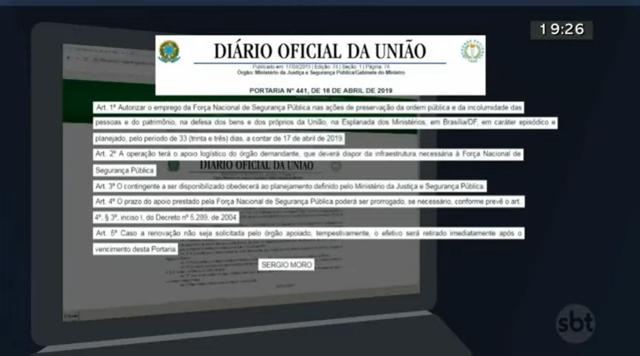 19:26
DIÁRIO OFICIAL DA UNIÃO
Publicado em: 17/04/2019 | Edição: 74 | Seção: 1 | Página: 74
Órgão: Ministério da Justiça e Segurança Pública/Gabinete do Ministro
PORTARIA Nº 441, DE 16 DE ABRIL DE 2019
Art. 1º Autorizar o emprego da Força Nacional de Segurança Pública nas ações de preservação da ordem pública e da incolumidade das
pessoas e do patrimônio, na defesa dos bens e dos próprios da União, na Esplanada dos Ministérios, em Brasília/DF, em caráter episódico e
planejado, pelo período de 33 (trinta e três) dias, a contar de 17 de abril de 2019.
Art. 2º A operação terá o apoio logístico do órgão demandante, que deverá dispor da infraestrutura necessária à Força Nacional de
Segurança Pública.
Art. 3º O contingente a ser disponibilizado obedecerá ao planejamento definido pelo Ministério da Justiça e Segurança Pública.
Art. 4º O prazo do apoio prestado pela Força Nacional de Segurança Pública poderá ser prorrogado, se necessário, conforme prevê o art.
4º, § 3º, inciso I, do Decreto nº 5.289, de 2004.
Art. 5º Caso a renovação não seja solicitada pelo órgão apoiado, tempestivamente, o efetivo será retirado imediatamente após o
vencimento desta Portaria.
SERGIO MORO
sbt